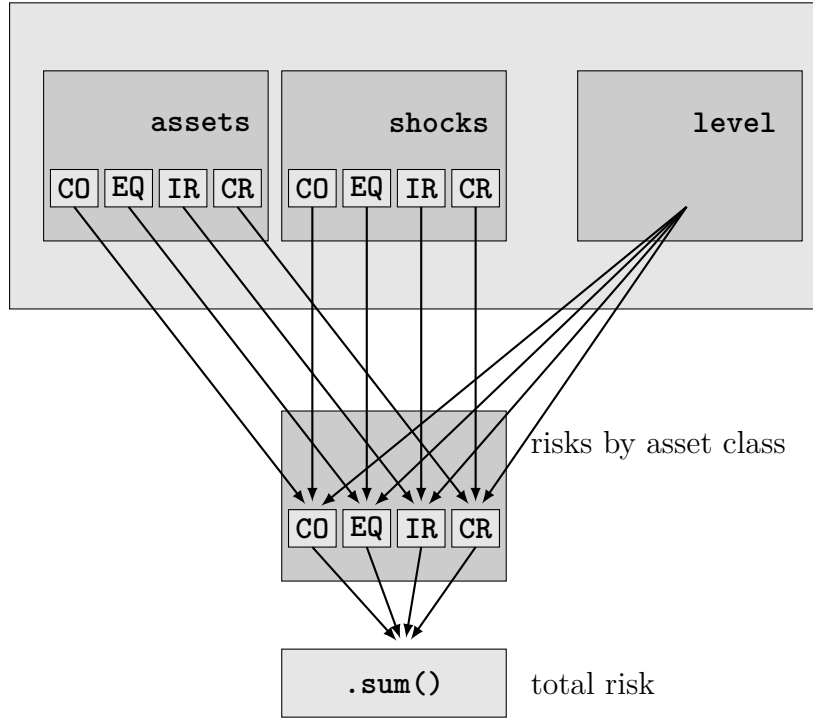 assets shocks level
CO EQ IR CR CO EQ IR CR
risks by asset class
CO EQ IR CR
.sum() total risk